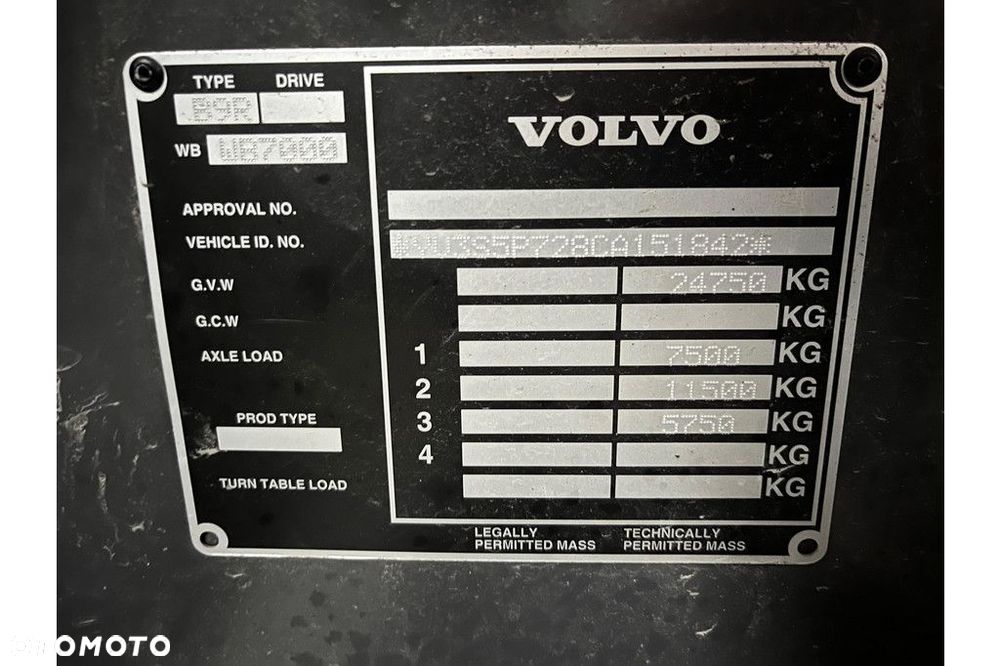 TYPE DRIVE
B9R
WB WB7000
VOLVO
APPROVAL NO.
VEHICLE ID. NO. *YV3S5P728CA151842*
G.V.W 24750 KG
G.C.W KG
AXLE LOAD 1 7500 KG
2 11500 KG
PROD TYPE 3 5750 KG
4 KG
TURN TABLE LOAD KG
LEGALLY PERMITTED MASS
TECHNICALLY PERMITTED MASS
OTOMOTO